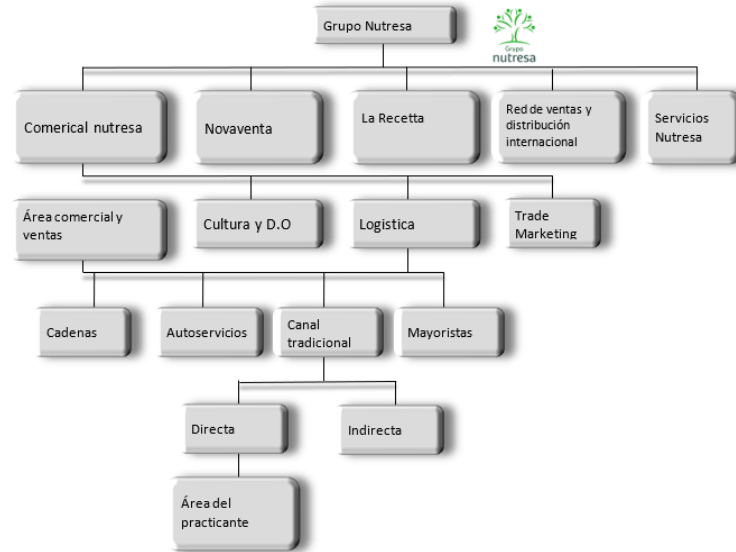 Grupo Nutresa
Grupo
nutresa
Comerical nutresa
Novaventa
La Recetta
Red de ventas y
distribución
internacional
Servicios
Nutresa
Área comercial y
ventas
Cultura y D.O
Logistica
Trade
Marketing
Cadenas
Autoservicios
Canal
tradicional
Mayoristas
Directa
Indirecta
Área del
practicante